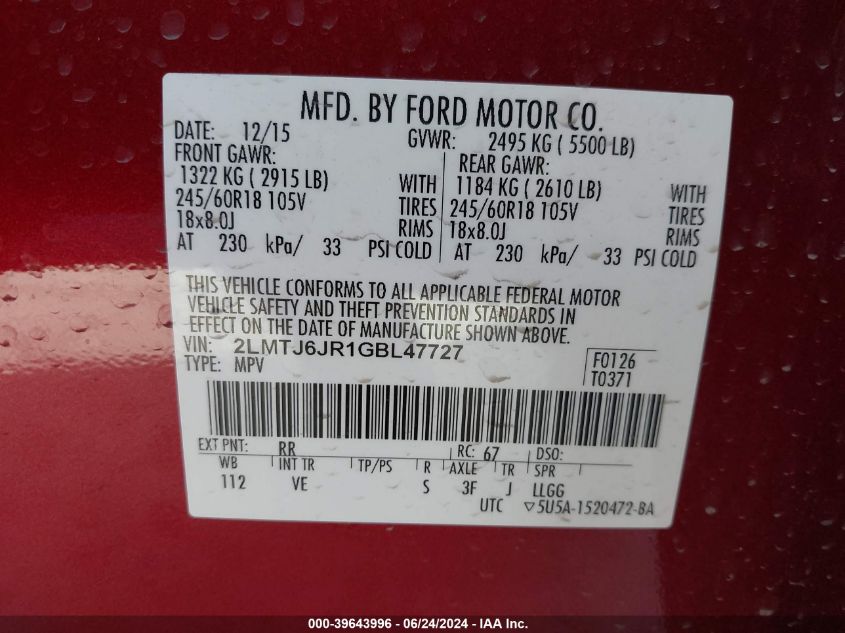 MFD. BY FORD MOTOR CO.
DATE: 12/15 GVWR: 2495 KG ( 5500 LB)
FRONT GAWR: REAR GAWR:
1322 KG ( 2915 LB) WITH 1184 KG ( 2610 LB) WITH
245/60R18 105V TIRES 245/60R18 105V TIRES
18x8.0J RIMS 18x8.0J RIMS
AT 230 kPa/ 33 PSI COLD AT 230 kPa/ 33 PSI COLD
THIS VEHICLE CONFORMS TO ALL APPLICABLE FEDERAL MOTOR
VEHICLE SAFETY AND THEFT PREVENTION STANDARDS IN
EFFECT ON THE DATE OF MANUFACTURE SHOWN ABOVE.
VIN: 2LMTJ6JR1GBL47727 F0126
TYPE: MPV T0371
EXT PNT: RR RC: 67 DSO:
WB INT TR TP/PS R AXLE TR SPR
112 VE S 3F J LLGG
UTC ▽5U5A-1520472-BA
000-39643996 - 06/24/2024 - IAA Inc.